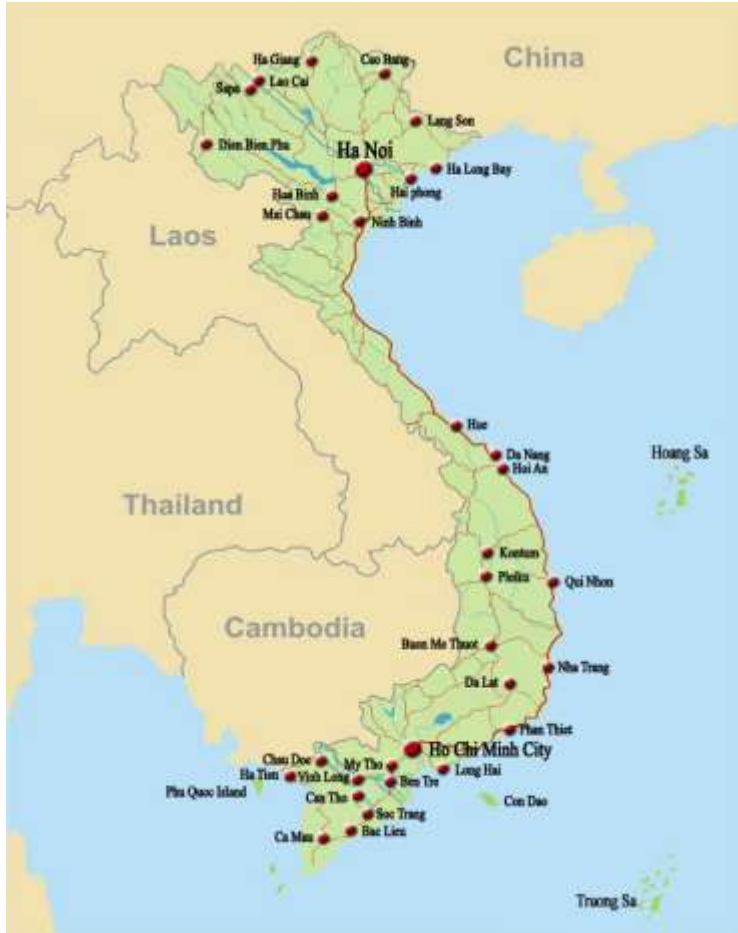 China
Ha Giang
Cao Bang
Lao Cai
Sapa
Lang Son
Dien Bien Phu
Ha Noi
Ha Long Bay
Hai phong
Hoa Binh
Mai Chau
Ninh Binh
Laos
Hue
Da Nang
Hoi An
Hoang Sa
Thailand
Kontum
Pleiku
Qui Nhon
Cambodia
Buon Me Thuot
Nha Trang
Da Lat
Phan Thiet
Ho Chi Minh City
Chau Doc
My Tho
Long Hai
Ha Tien
Vinh Long
Ben Tre
Phu Quoc Island
Can Tho
Con Dao
Soc Trang
Bac Lieu
Ca Mau
Truong Sa